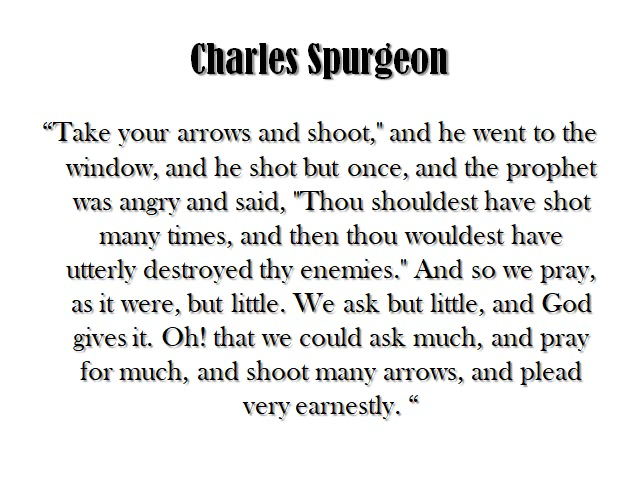 Charles Spurgeon
“Take your arrows and shoot," and he went to the
window, and he shot but once, and the prophet
was angry and said, "Thou shouldest have shot
many times, and then thou wouldest have
utterly destroyed thy enemies." And so we pray,
as it were, but little. We ask but little, and God
gives it. Oh! that we could ask much, and pray
for much, and shoot many arrows, and plead
very earnestly. “